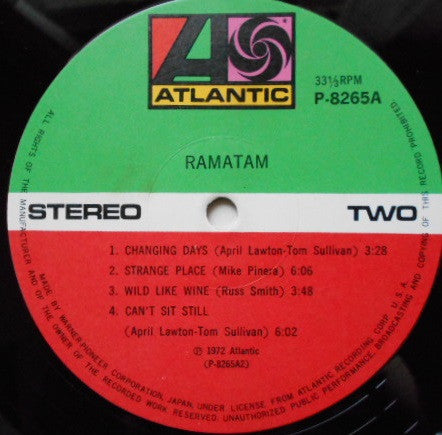 ATLANTIC
33⅓ RPM
P-8265A
RAMATAM
STEREO
TWO
1. CHANGING DAYS (April Lawton-Tom Sullivan) 3:28
2. STRANGE PLACE (Mike Pinera) 6:06
3. WILD LIKE WINE (Russ Smith) 3:48
4. CAN'T SIT STILL
(April Lawton-Tom Sullivan) 6:02
Ⓟ 1972 Atlantic
(P-8265A2)
ALL RIGHTS OF THE MANUFACTURER AND OF THE OWNER OF THE RECORDED WORK RESERVED. UNAUTHORIZED PUBLIC PERFORMANCE, BROADCASTING AND COPYING OF THIS RECORD PROHIBITED
MADE BY WARNER-PIONEER CORPORATION, JAPAN, UNDER LICENSE FROM ATLANTIC RECORDING CORP., U.S.A.